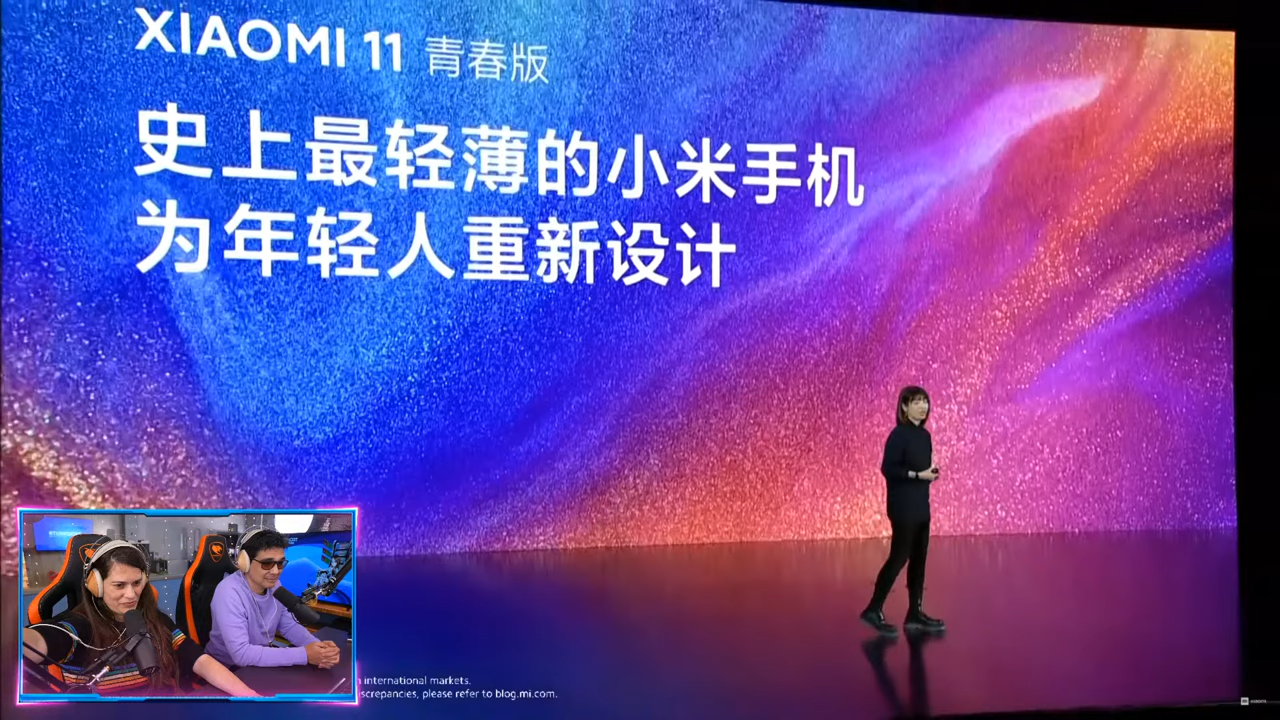 XIAOMI 11 青春版
史上最轻薄的小米手机
为年轻人重新设计
international markets.
screpancies, please refer to blog.mi.com.